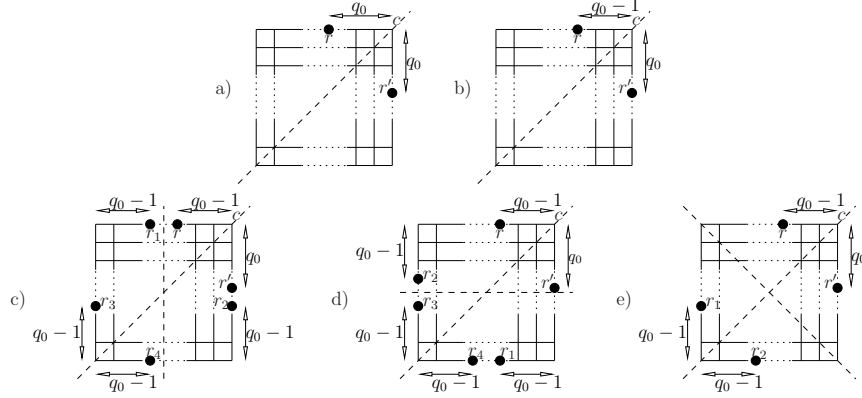 q₀ q₀ − 1
c c
r r
q₀ q₀
a) r′ b) r′
q₀ − 1 q₀ − 1 q₀ − 1 q₀ − 1
c c
r₁ r r r
q₀ q₀ − 1 q₀ q₀
r₂
r′ r′ r′
c) r₃ r₂ d) r₃ e) r₁
q₀ − 1 q₀ − 1 q₀ − 1 q₀ − 1
r₄ r₄ r₁ r₂
q₀ − 1 q₀ − 1 q₀ − 1 q₀ − 1